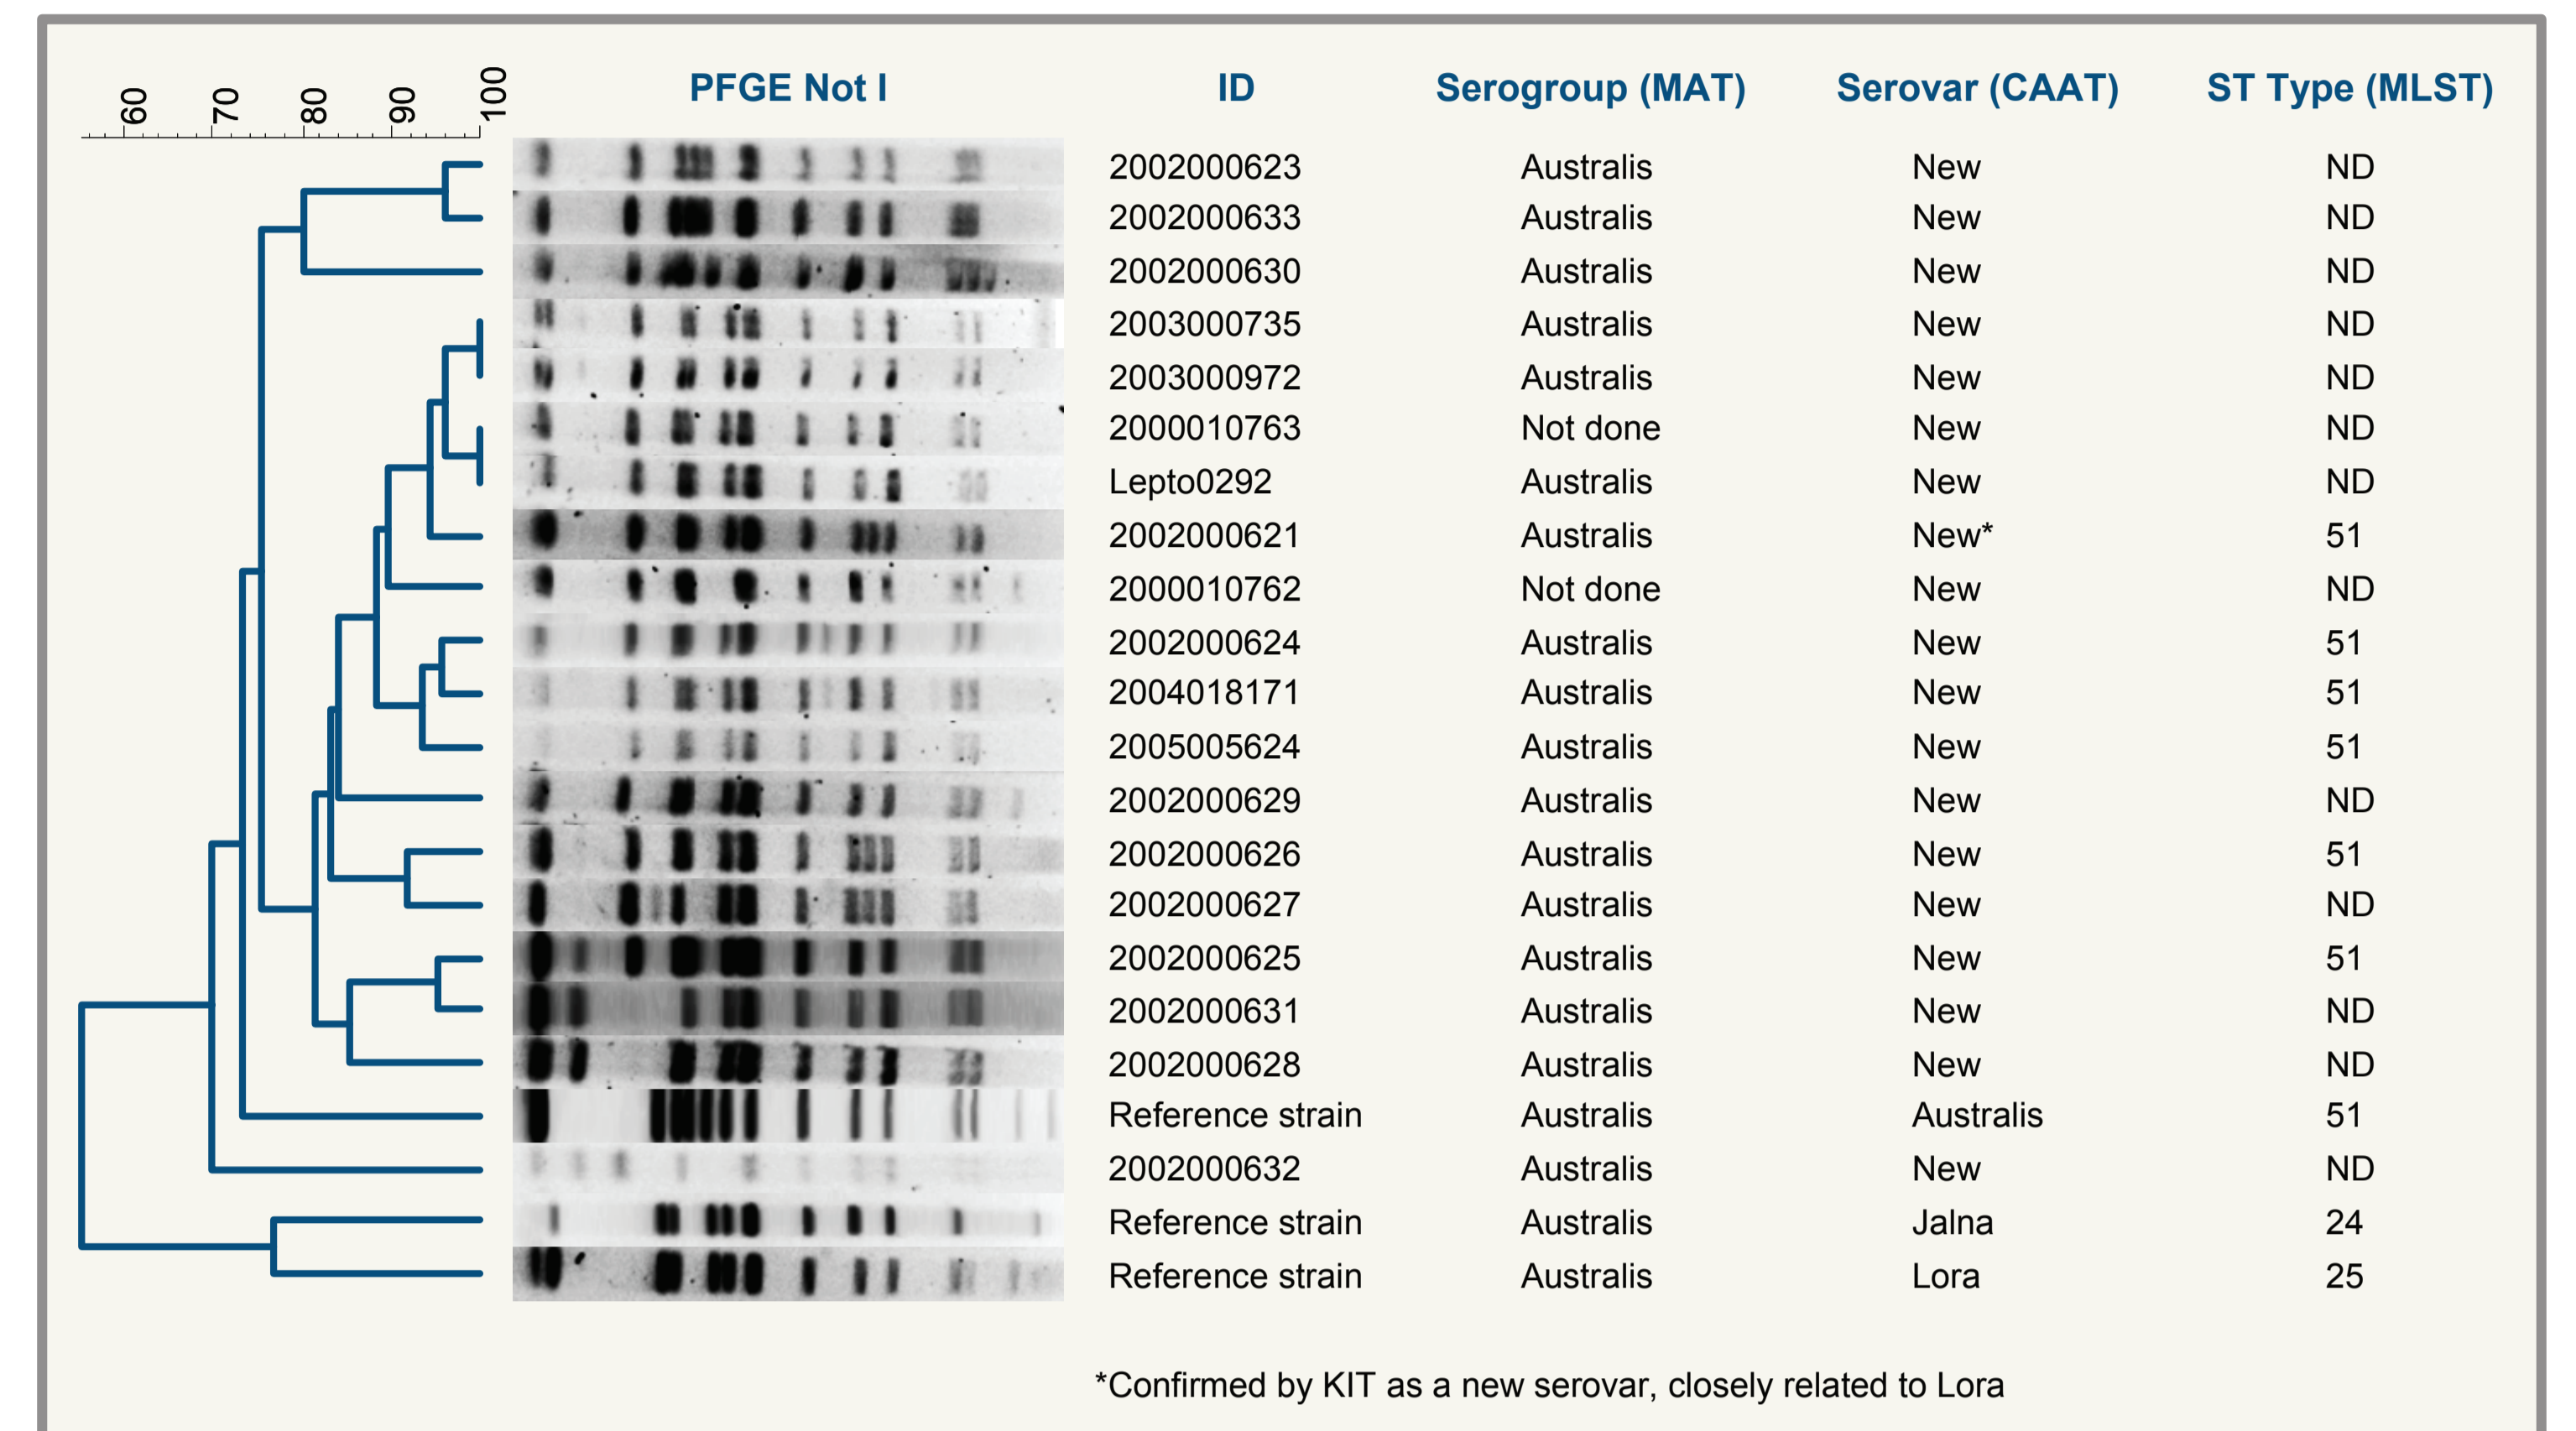 60 70 80 90 100
PFGE Not I ID Serogroup (MAT) Serovar (CAAT) ST Type (MLST)
2002000623 Australis New ND
2002000633 Australis New ND
2002000630 Australis New ND
2003000735 Australis New ND
2003000972 Australis New ND
2000010763 Not done New ND
Lepto0292 Australis New ND
2002000621 Australis New* 51
2000010762 Not done New ND
2002000624 Australis New 51
2004018171 Australis New 51
2005005624 Australis New 51
2002000629 Australis New ND
2002000626 Australis New 51
2002000627 Australis New ND
2002000625 Australis New 51
2002000631 Australis New ND
2002000628 Australis New ND
Reference strain Australis Australis 51
2002000632 Australis New ND
Reference strain Australis Jalna 24
Reference strain Australis Lora 25
*Confirmed by KIT as a new serovar, closely related to Lora